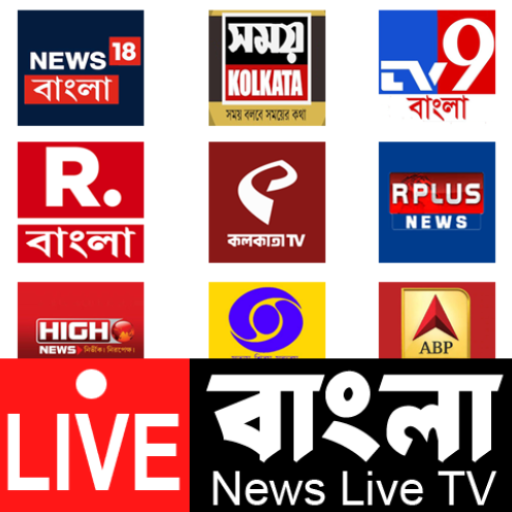 NEWS 18
বাংলা
সময়
KOLKATA
সময় বলবে সময়ের কথা
TV9
বাংলা
R.
বাংলা
কলকাতা TV
RPLUS
NEWS
HIGH
NEWS নির্ভীক। নিরপেক্ষ।
ABP
LIVE
বাংলা
News Live TV